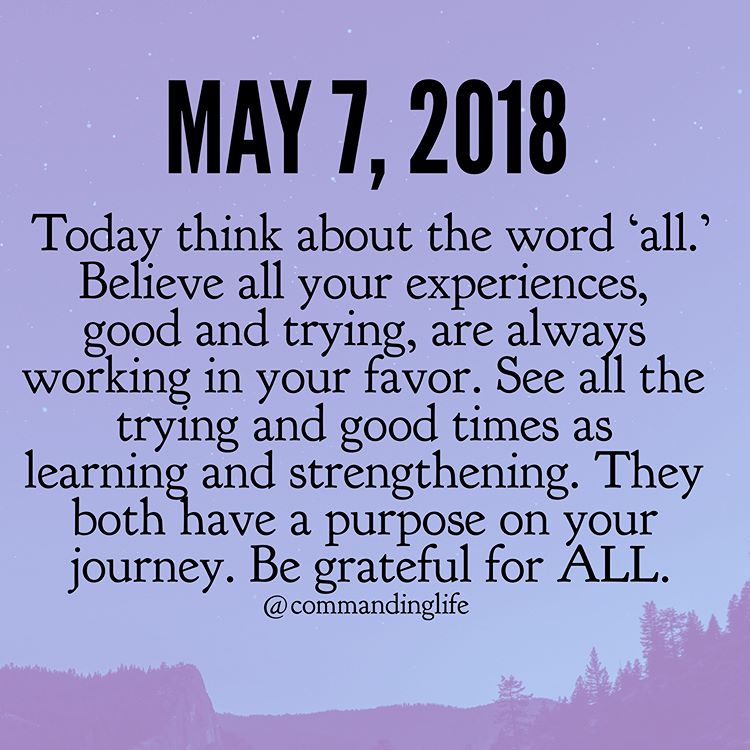 MAY 7, 2018
Today think about the word ‘all.’
Believe all your experiences,
good and trying, are always
working in your favor. See all the
trying and good times as
learning and strengthening. They
both have a purpose on your
journey. Be grateful for ALL.
@commandinglife